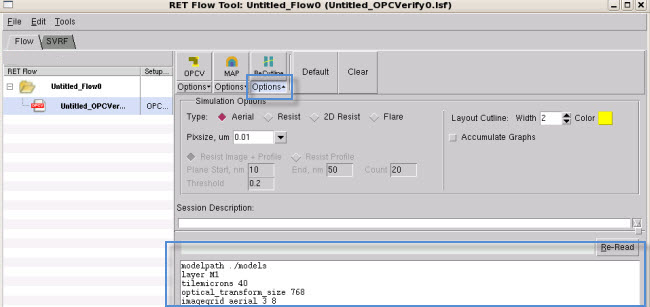 RET Flow Tool: Untitled_Flow0 (Untitled_OPCVerify0.lsf)
File Edit Tools
Flow SVRF
RET Flow Setup...
Untitled_Flow0
Untitled_OPCVer... OPC...
OPCV MAP ReCutline Default Clear
Options Options Options
Simulation Options
Type: Aerial Resist 2D Resist Flare
Pixsize, um 0.01
Resist Image + Profile Resist Profile
Plane Start, nm 10 End, nm 50 Count 20
Threshold 0.2
Layout Cutline: Width 2 Color
Accumulate Graphs
Session Description:
Re-Read
modelpath ./models
layer M1
tilemicrons 40
optical_transform_size 768
imagegrid aerial 3 8